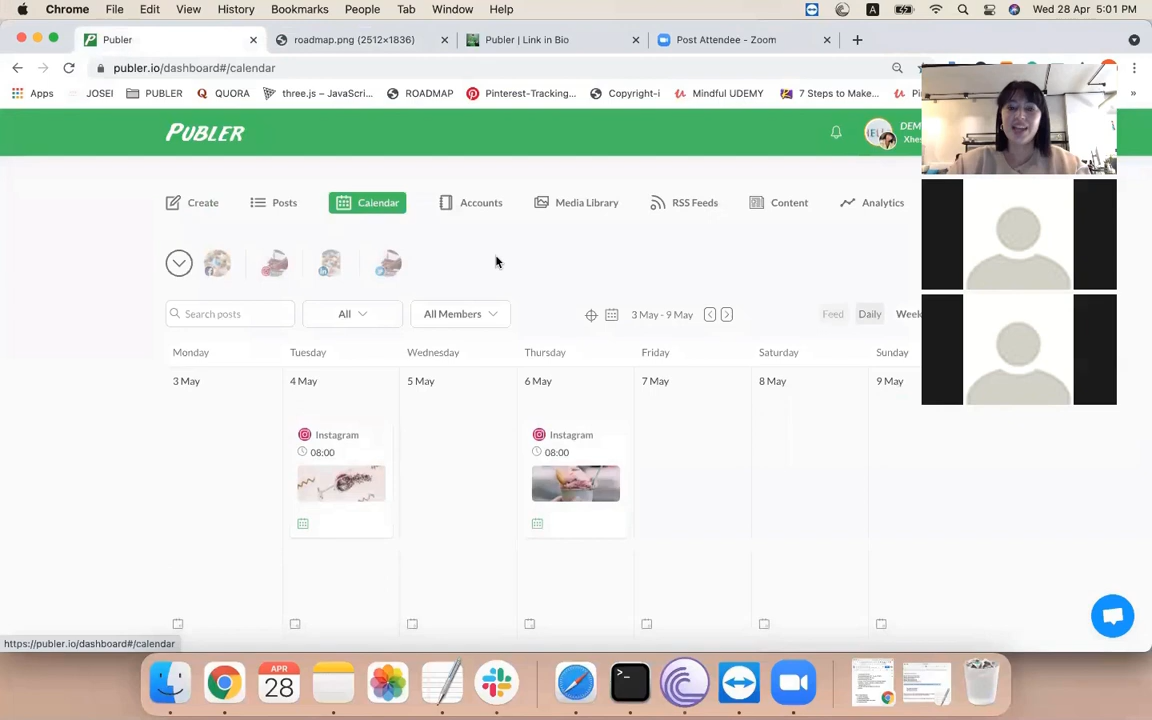 Chrome File Edit View History Bookmarks People Tab Window Help A Wed 28 Apr 5:01 PM
Publer roadmap.png (2512×1836) Publer | Link in Bio Post Attendee - Zoom
publer.io/dashboard#/calendar
Apps JOSEI PUBLER QUORA three.js – JavaScri... ROADMAP Pinterest-Tracking... Copyright-i Mindful UDEMY 7 Steps to Make... Pi »
PUBLER DEM
Xhes
Create Posts Calendar Accounts Media Library RSS Feeds Content Analytics
Search posts All All Members 3 May - 9 May Feed Daily Week
Monday Tuesday Wednesday Thursday Friday Saturday Sunday
3 May 4 May 5 May 6 May 7 May 8 May 9 May
Instagram Instagram
08:00 08:00
https://publer.io/dashboard#/calendar
APR
28